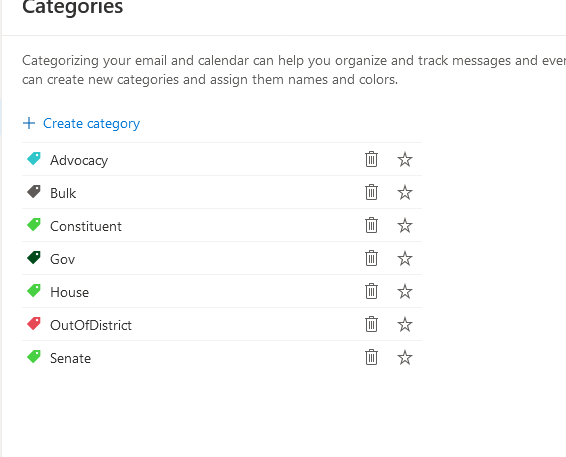 Categories
Categorizing your email and calendar can help you organize and track messages and
can create new categories and assign them names and colors.
+ Create category
Advocacy
Bulk
Constituent
Gov
House
OutOfDistrict
Senate